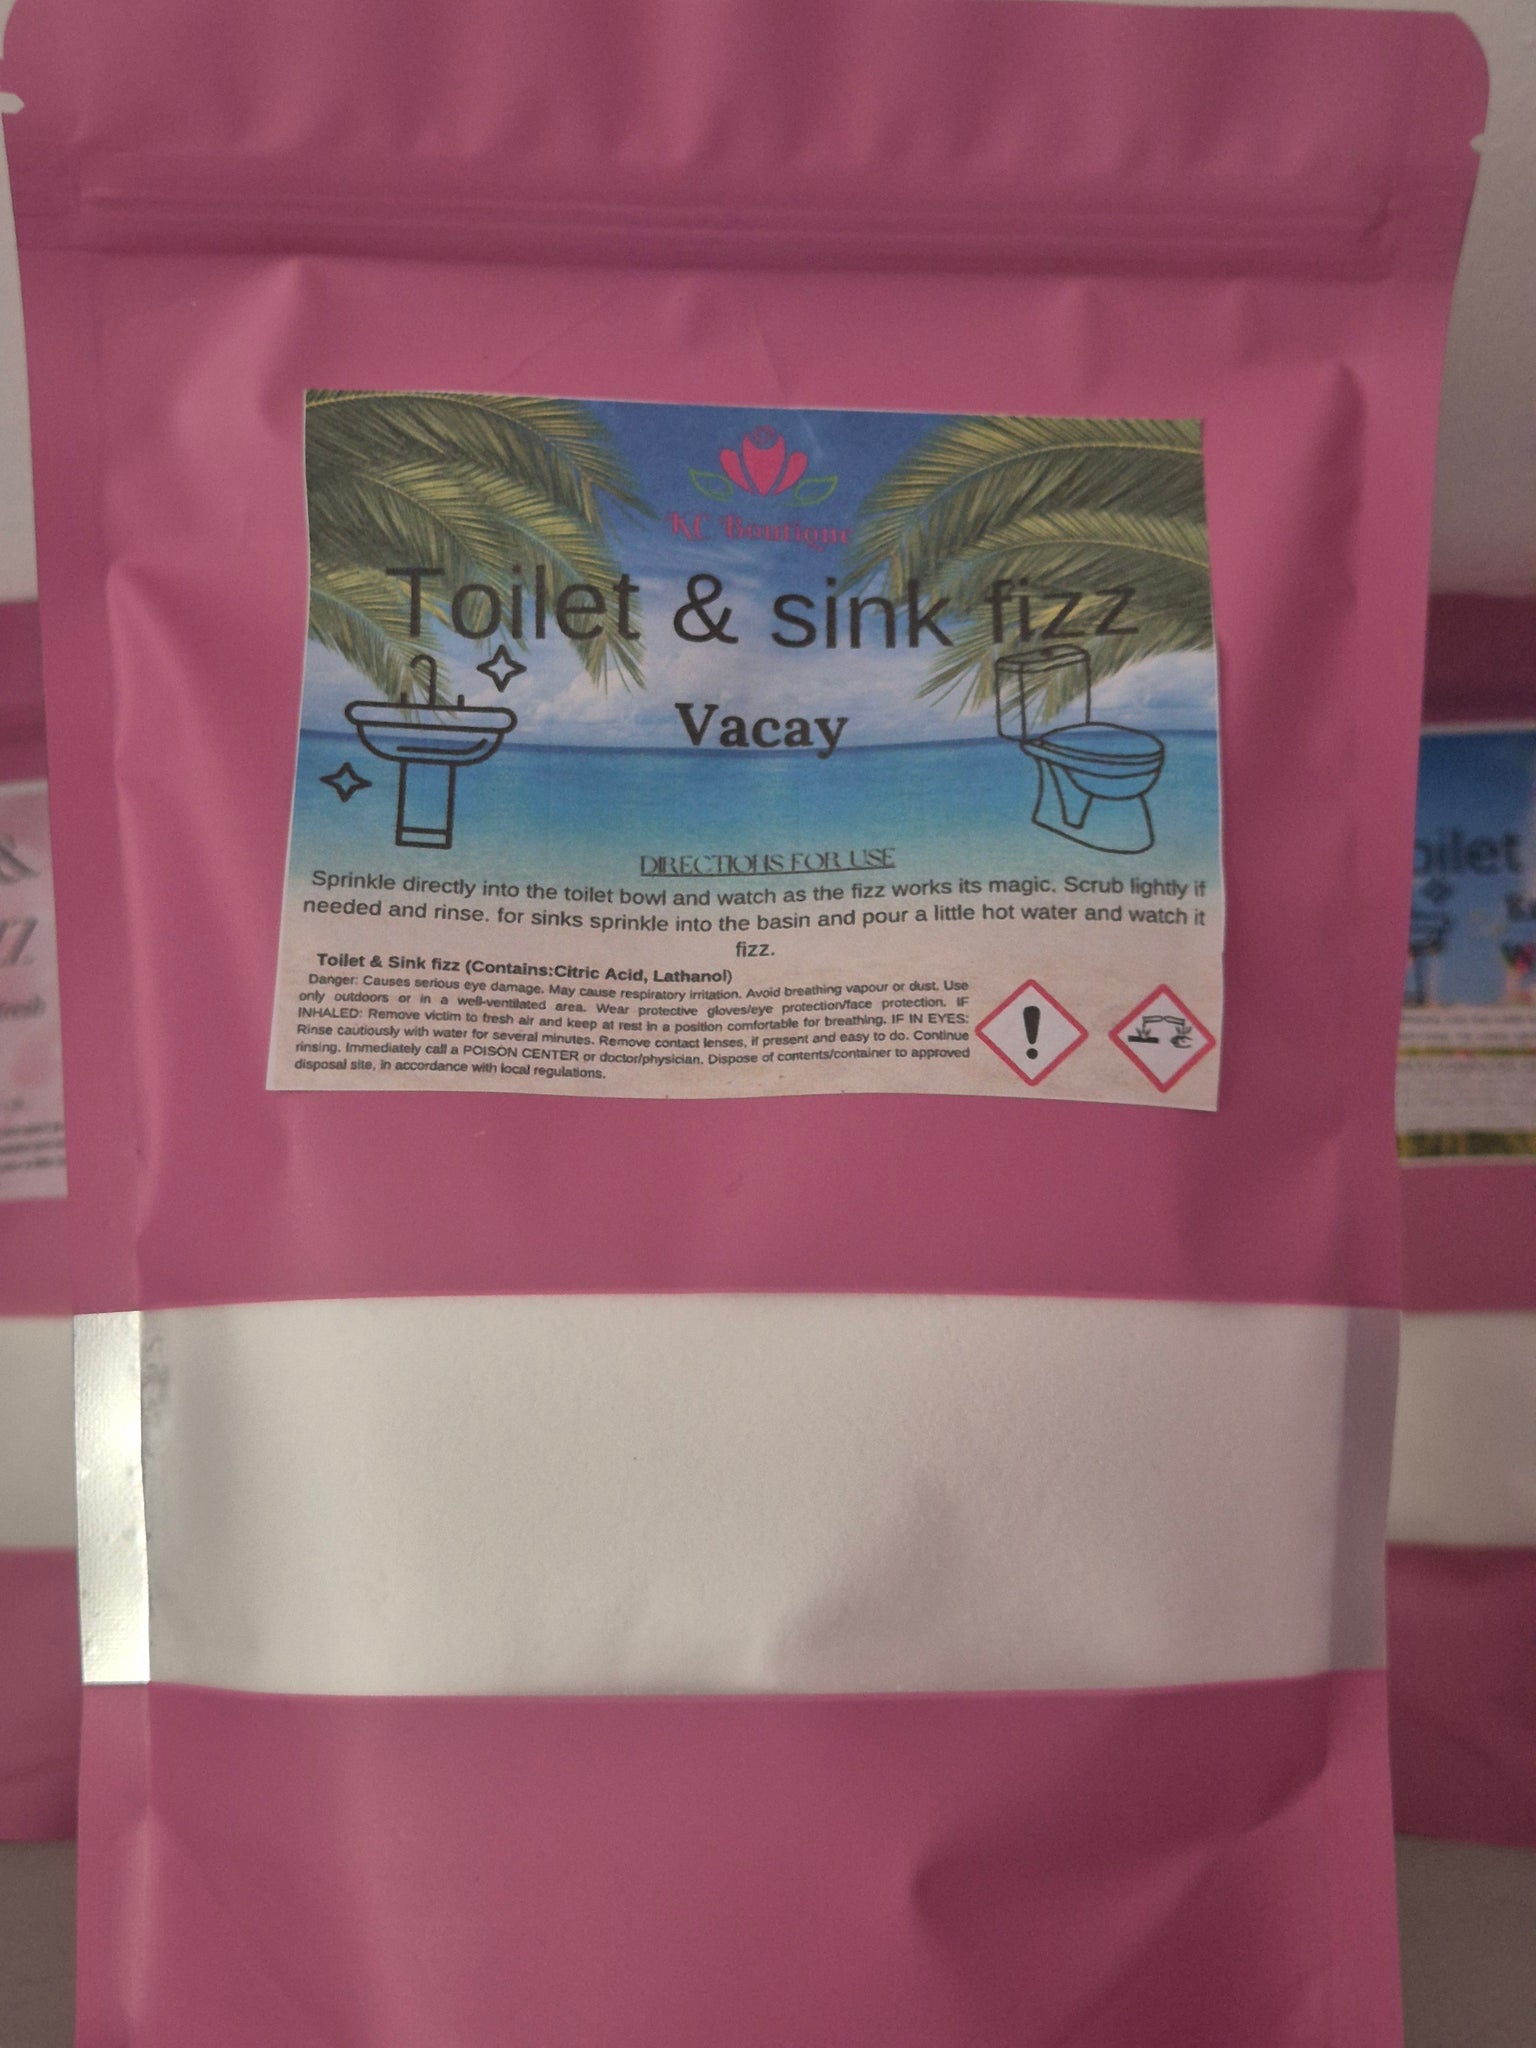 KC Boutique
Toilet & sink fizz
Vacay
DIRECTIONS FOR USE
Sprinkle directly into the toilet bowl and watch as the fizz works its magic. Scrub lightly if
needed and rinse. for sinks sprinkle into the basin and pour a little hot water and watch it
fizz.
Toilet & Sink fizz (Contains:Citric Acid, Lathanol)
Danger: Causes serious eye damage. May cause respiratory irritation. Avoid breathing vapour or dust. Use
only outdoors or in a well-ventilated area. Wear protective gloves/eye protection/face protection. IF
INHALED: Remove victim to fresh air and keep at rest in a position comfortable for breathing. IF IN EYES:
Rinse cautiously with water for several minutes. Remove contact lenses, if present and easy to do. Continue
rinsing. Immediately call a POISON CENTER or doctor/physician. Dispose of contents/container to approved
disposal site, in accordance with local regulations.